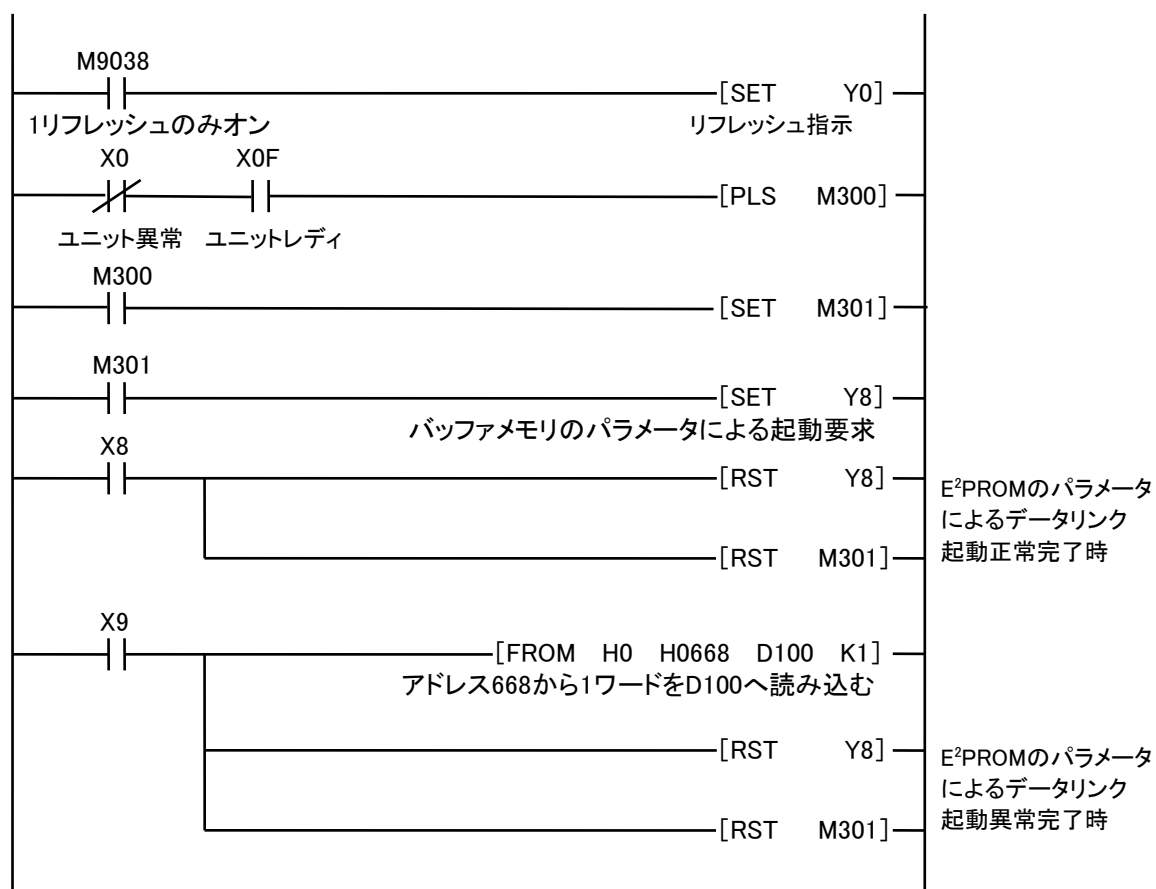 M9038
[SET Y0]
1リフレッシュのみオン
リフレッシュ指示
X0 X0F
[PLS M300]
ユニット異常 ユニットレディ
M300
[SET M301]
M301
[SET Y8]
バッファメモリのパラメータによる起動要求
X8
[RST Y8]
E²PROMのパラメータ
によるデータリンク
起動正常完了時
[RST M301]
X9
[FROM H0 H0668 D100 K1]
アドレス668から1ワードをD100へ読み込む
[RST Y8]
E²PROMのパラメータ
によるデータリンク
起動異常完了時
[RST M301]